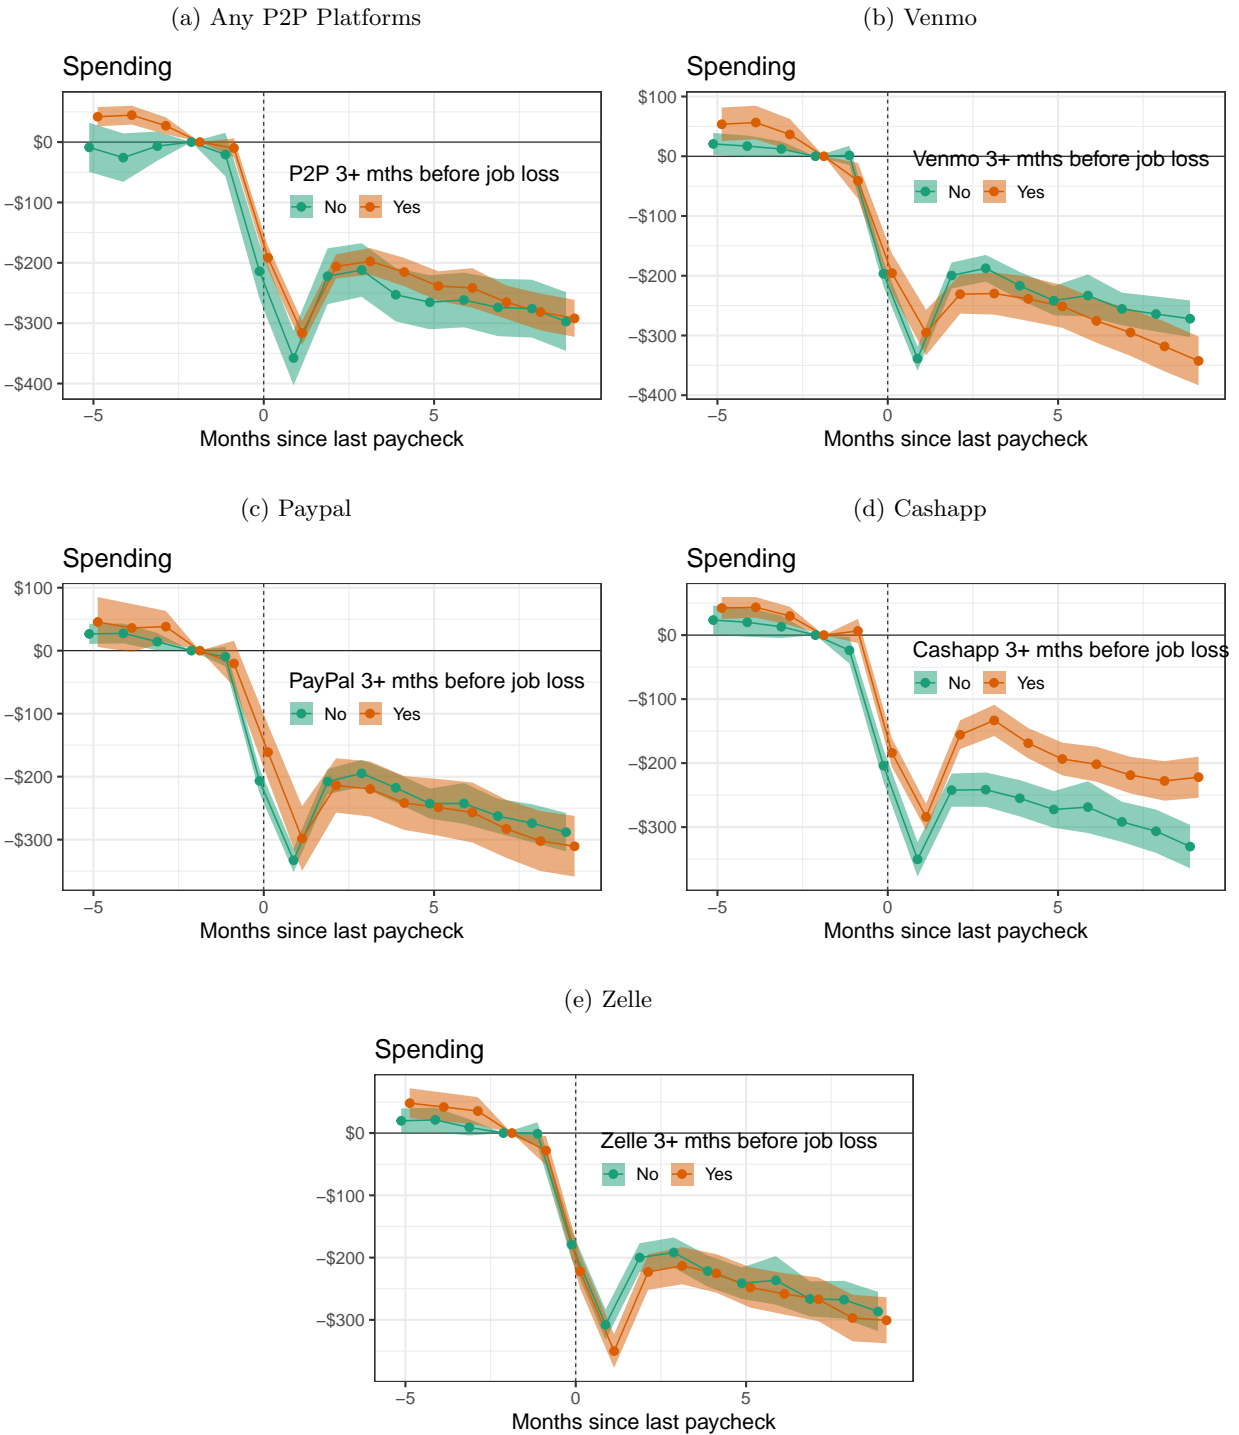 (a) Any P2P Platforms
Spending
$0
−$100
−$200
−$300
−$400
P2P 3+ mths before job loss
No Yes
−5 0 5
Months since last paycheck
(b) Venmo
Spending
$100
$0
−$100
−$200
−$300
−$400
Venmo 3+ mths before job loss
No Yes
−5 0 5
Months since last paycheck
(c) Paypal
Spending
$100
$0
−$100
−$200
−$300
PayPal 3+ mths before job loss
No Yes
−5 0 5
Months since last paycheck
(d) Cashapp
Spending
$0
−$100
−$200
−$300
Cashapp 3+ mths before job loss
No Yes
−5 0 5
Months since last paycheck
(e) Zelle
Spending
$0
−$100
−$200
−$300
Zelle 3+ mths before job loss
No Yes
−5 0 5
Months since last paycheck